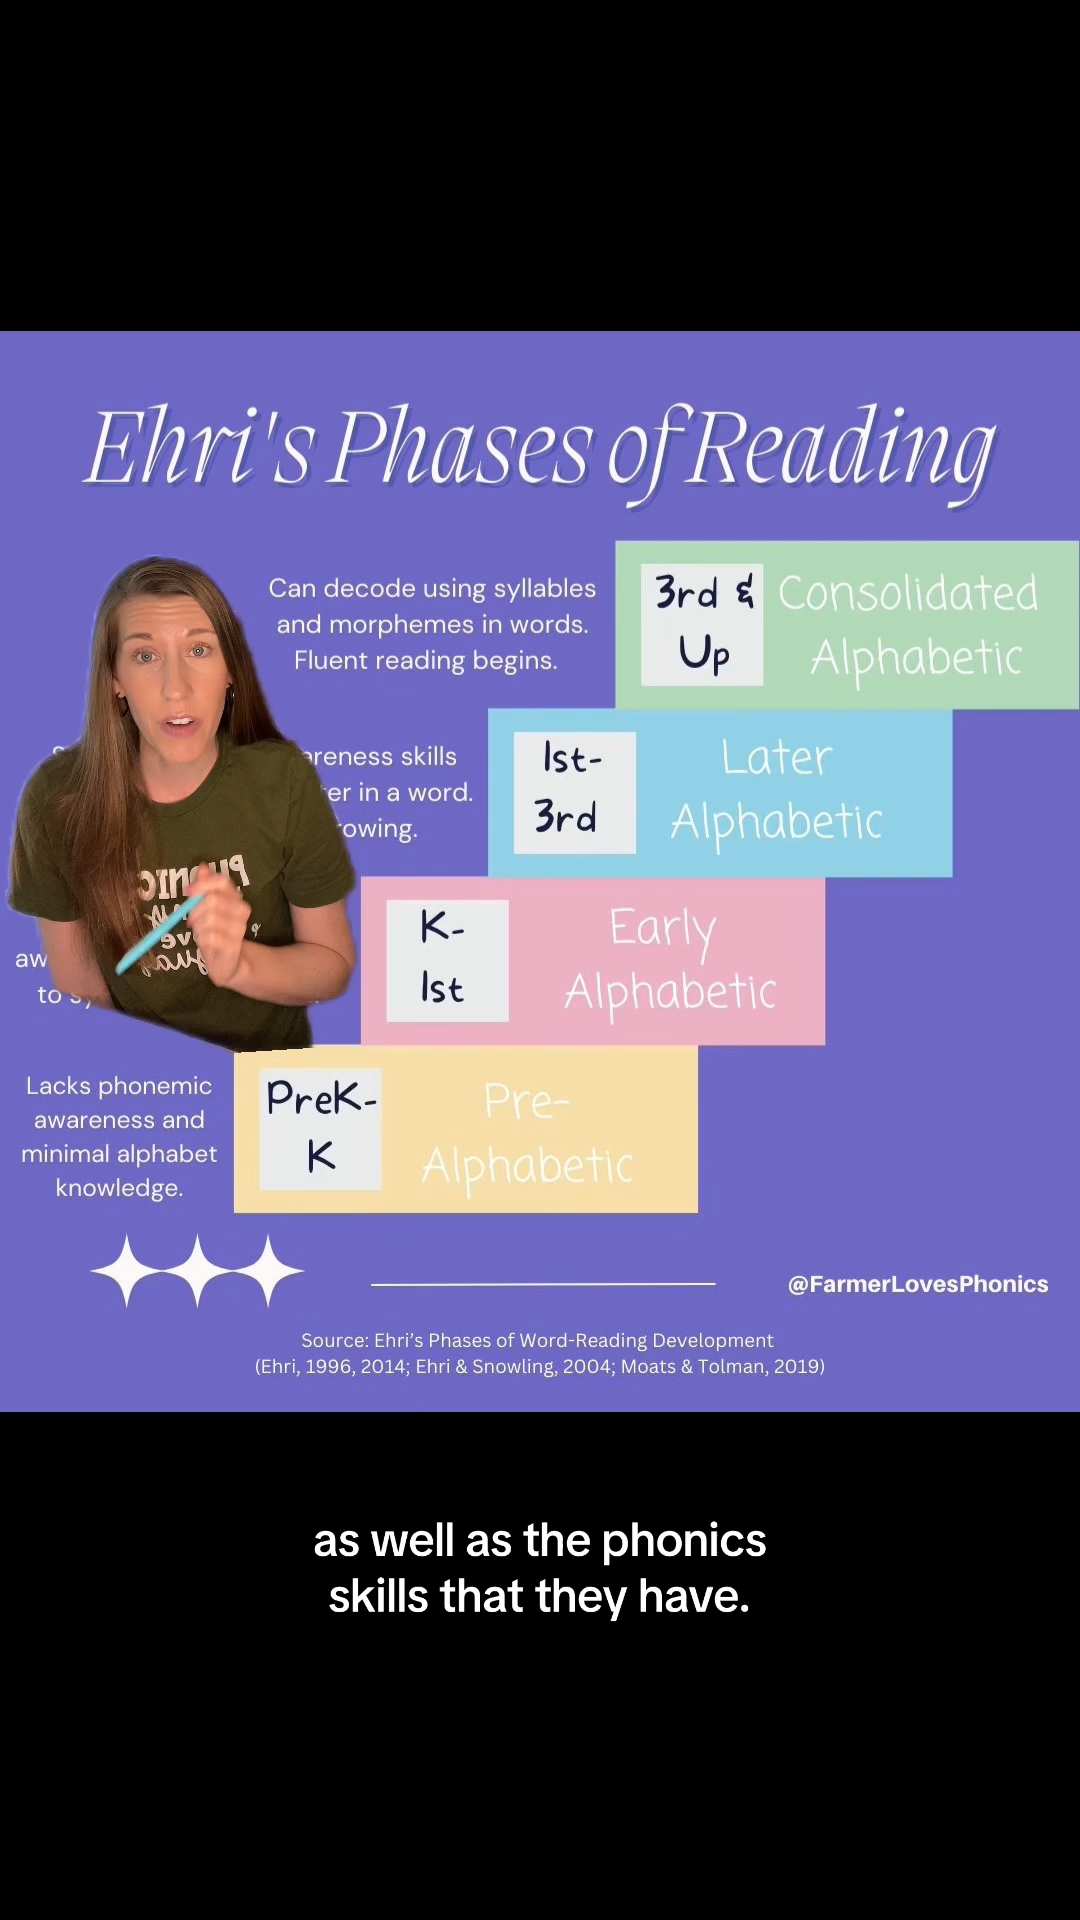 Ehri's Phases of Reading
Can decode using syllables
and morphemes in words.
Fluent reading begins.
3rd &
Up
Consolidated
Alphabetic
skills
in a word.
1st-
3rd
Later
Alphabetic
K-
1st
Early
Alphabetic
to
Lacks phonemic
awareness and
minimal alphabet
knowledge.
PreK-
K
Pre-
Alphabetic
@FarmerLovesPhonics
Source: Ehri’s Phases of Word-Reading Development
(Ehri, 1996, 2014; Ehri & Snowling, 2004; Moats & Tolman, 2019)
as well as the phonics
skills that they have.